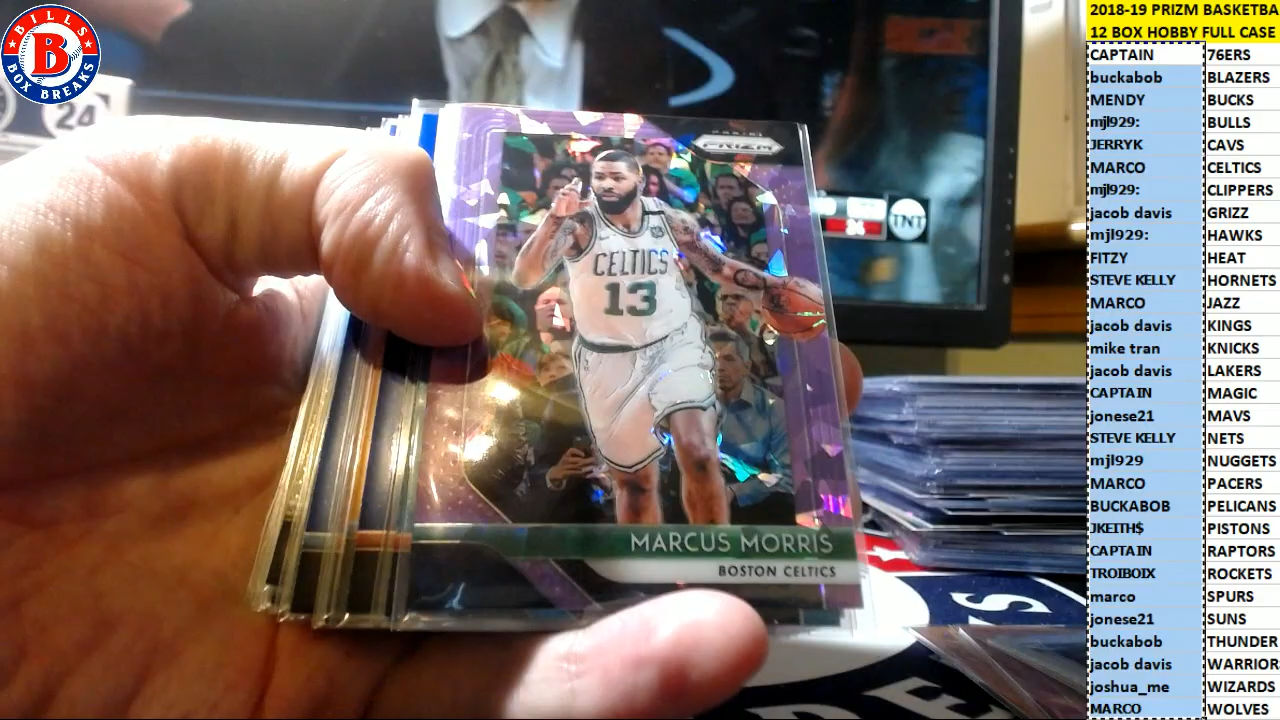 BILLS
B
BOX BREAKS
24
PANINI
PRIZM
CELTICS
13
MARCUS MORRIS
BOSTON CELTICS
24
TNT
2018-19 PRIZM BASKETBA
12 BOX HOBBY FULL CASE
CAPTAIN 76ERS
buckabob BLAZERS
MENDY BUCKS
mjl929: BULLS
JERRYK CAVS
MARCO CELTICS
mjl929: CLIPPERS
jacob davis GRIZZ
mjl929: HAWKS
FITZY HEAT
STEVE KELLY HORNETS
MARCO JAZZ
jacob davis KINGS
mike tran KNICKS
jacob davis LAKERS
CAPTAIN MAGIC
jonese21 MAVS
STEVE KELLY NETS
mjl929 NUGGETS
MARCO PACERS
BUCKABOB PELICANS
JKEITH$ PISTONS
CAPTAIN RAPTORS
TROIBOIX ROCKETS
marco SPURS
jonese21 SUNS
buckabob THUNDER
jacob davis WARRIOR
joshua_me WIZARDS
MARCO WOLVES